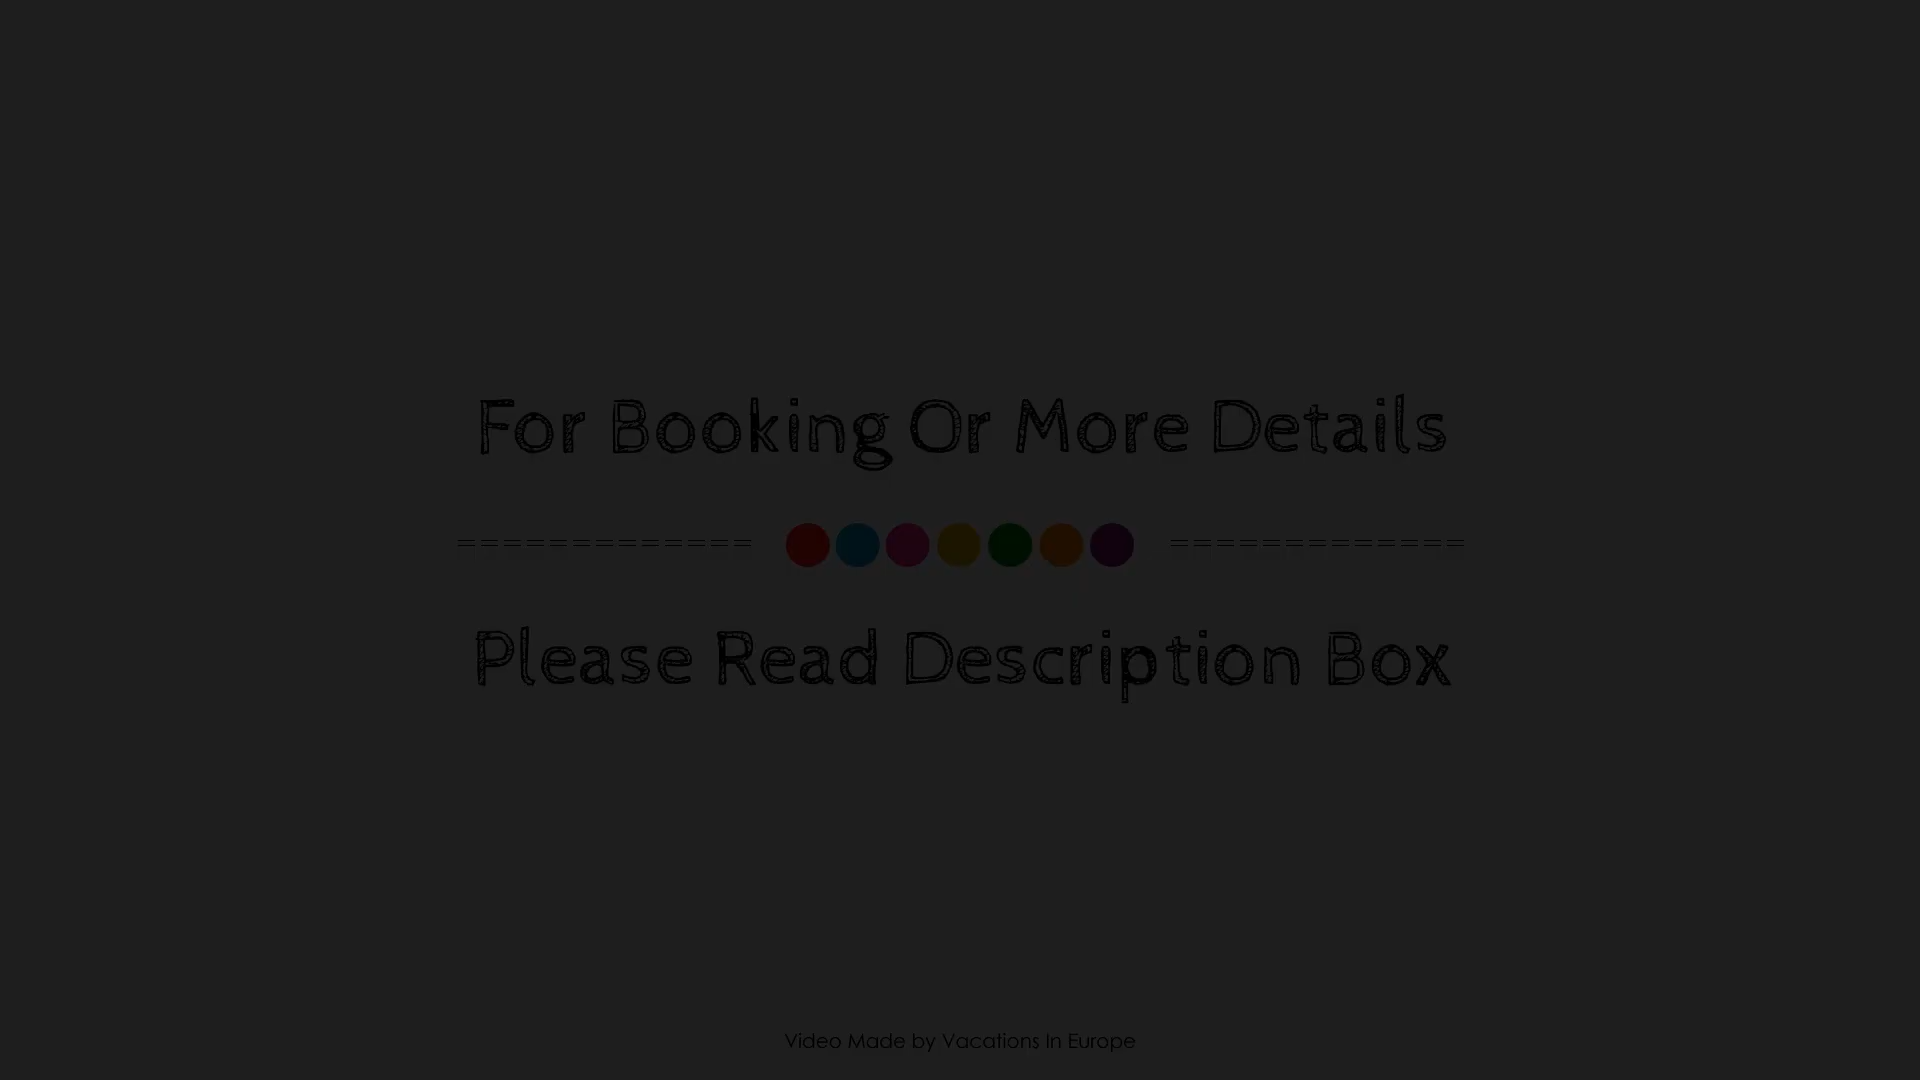 For Booking Or More Details
============= =============
Please Read Description Box
Video Made by Vacations In Europe